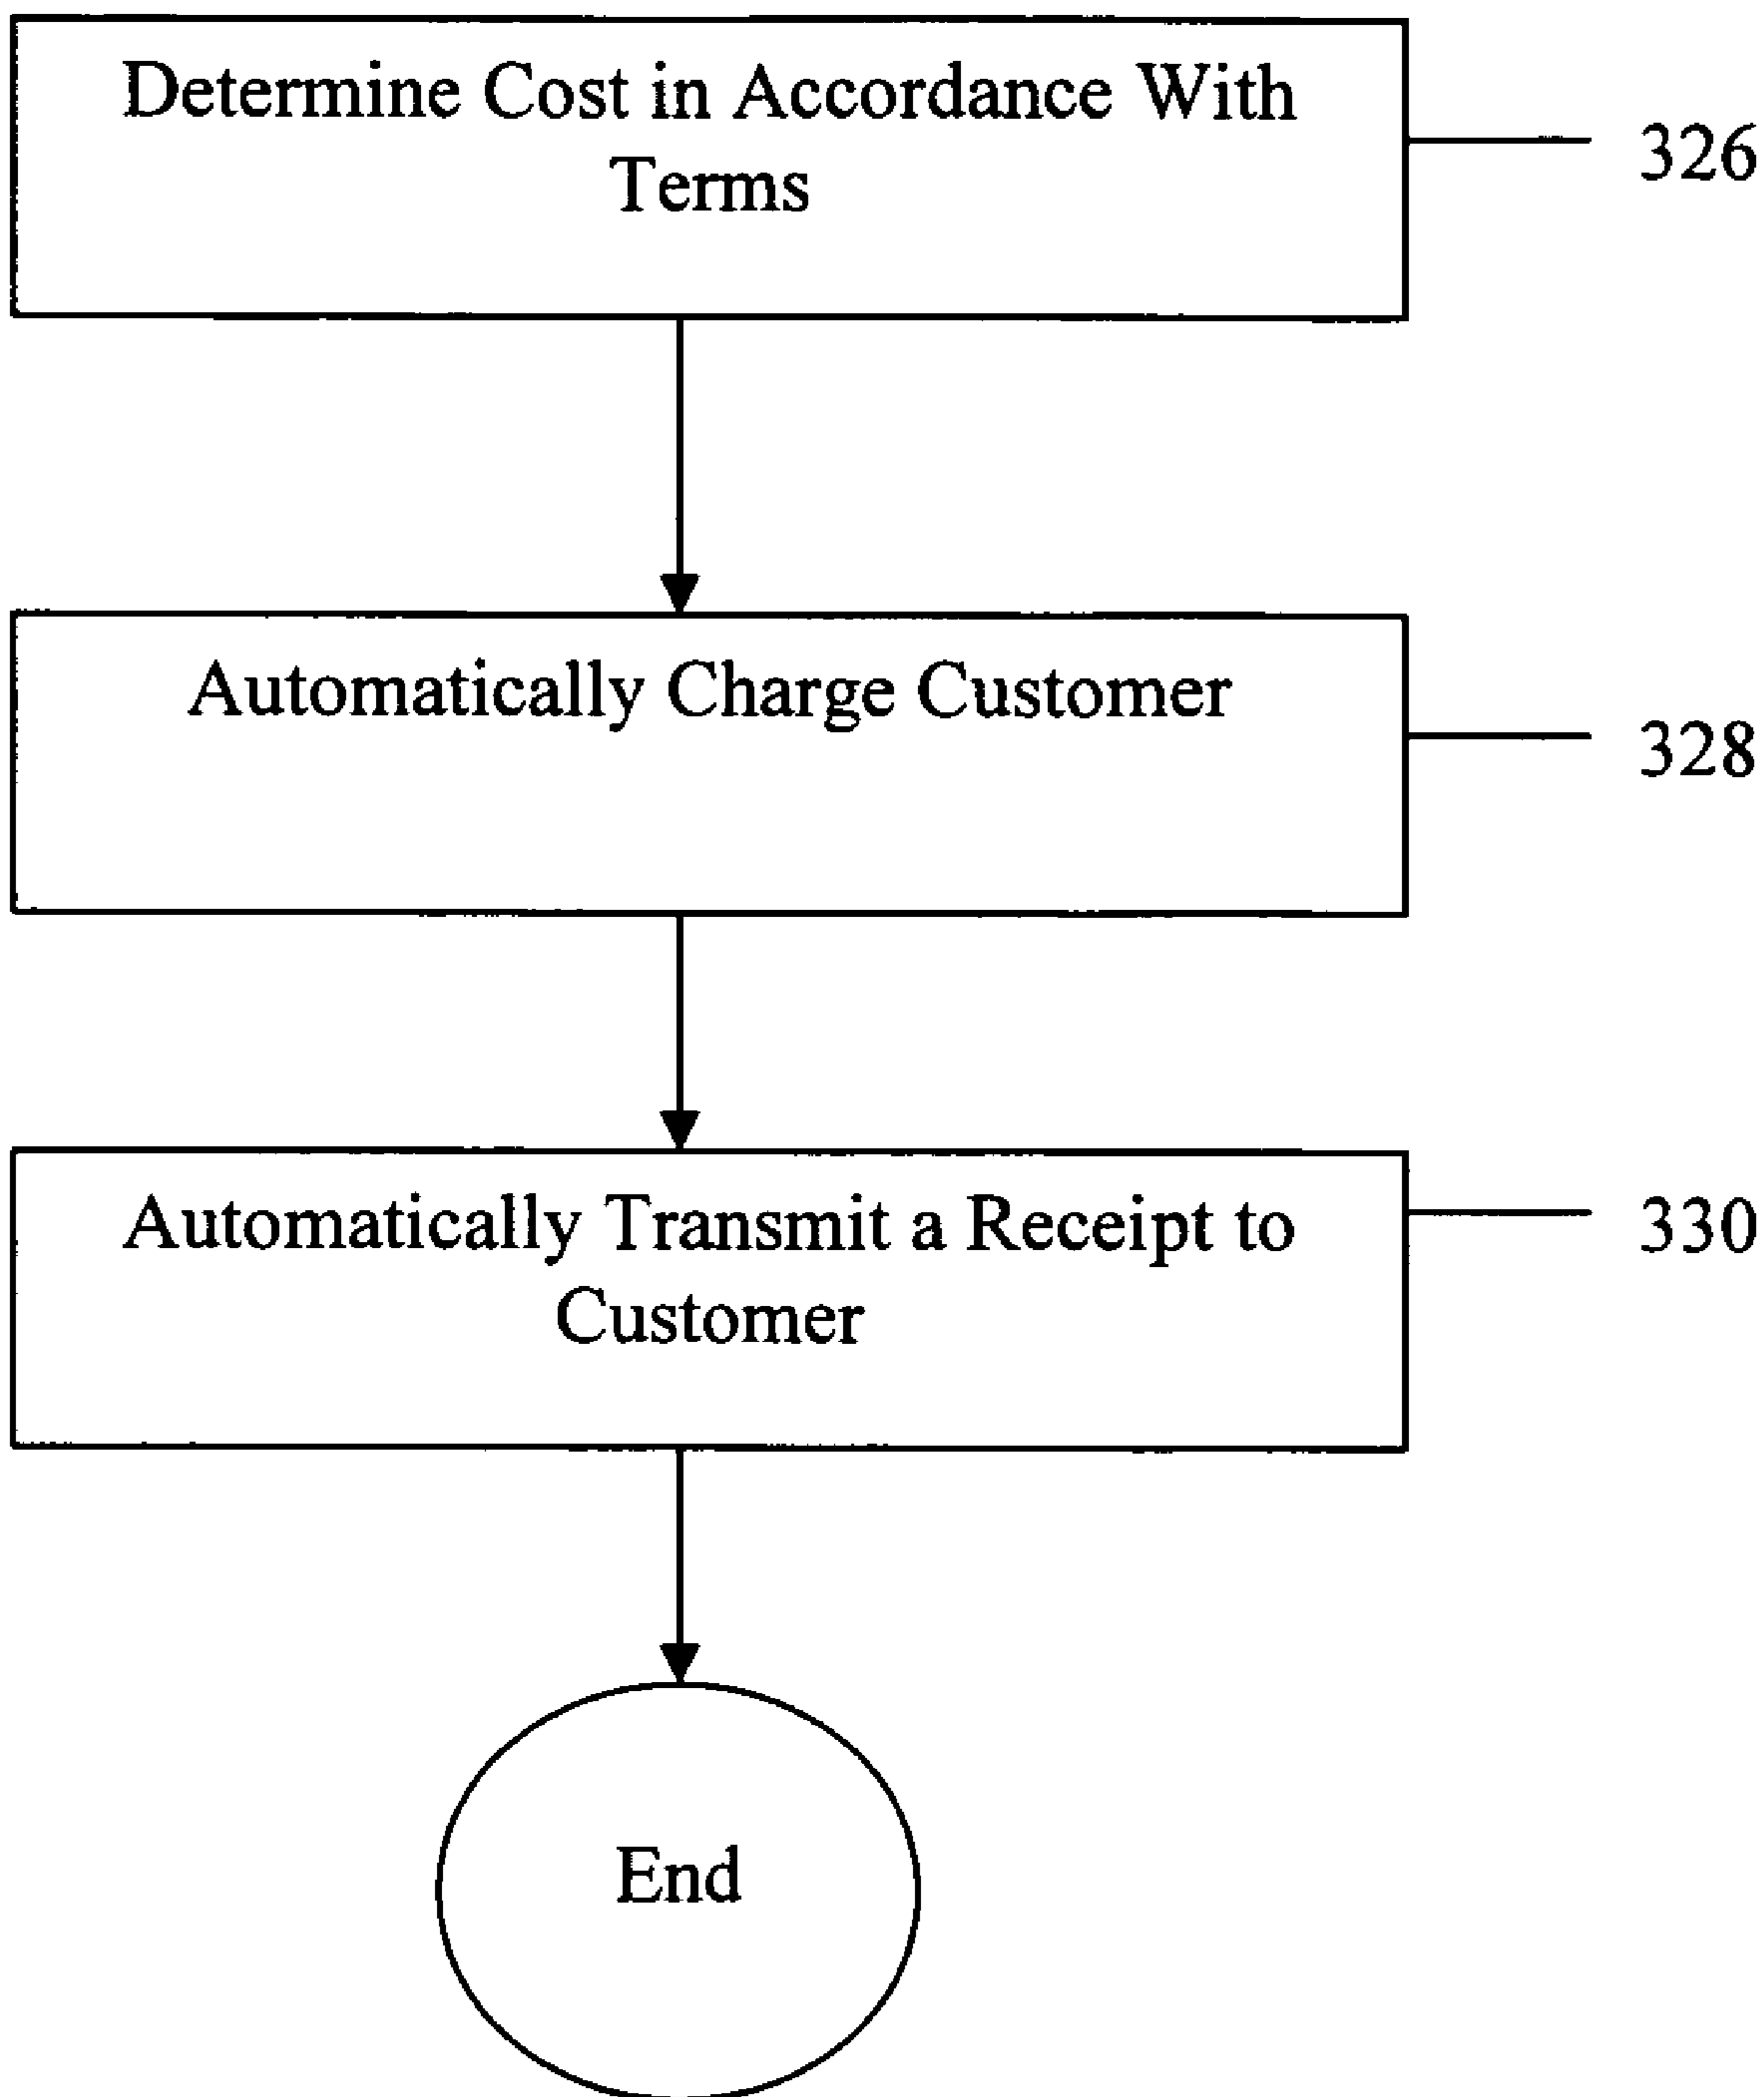 Determine Cost in Accordance With
Terms
326
Automatically Charge Customer
328
Automatically Transmit a Receipt to
Customer
330
End